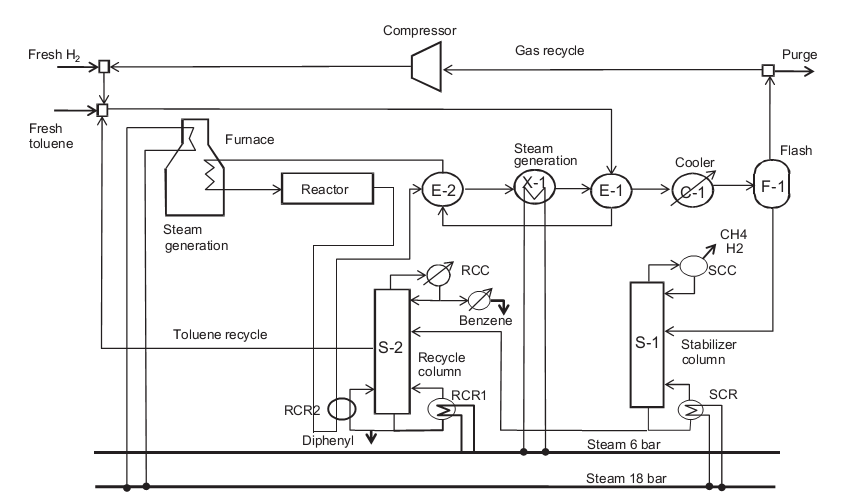 Compressor
Fresh H2
Gas recycle
Purge
Fresh
toluene
Furnace
Steam
generation
Cooler
Flash
Reactor
E-2
X-1
E-1
C-1
F-1
Steam
generation
CH4
H2
RCC
SCC
Benzene
Toluene recycle
S-2
S-1
Stabilizer
column
Recycle
column
RCR2
RCR1
SCR
Diphenyl
Steam 6 bar
Steam 18 bar